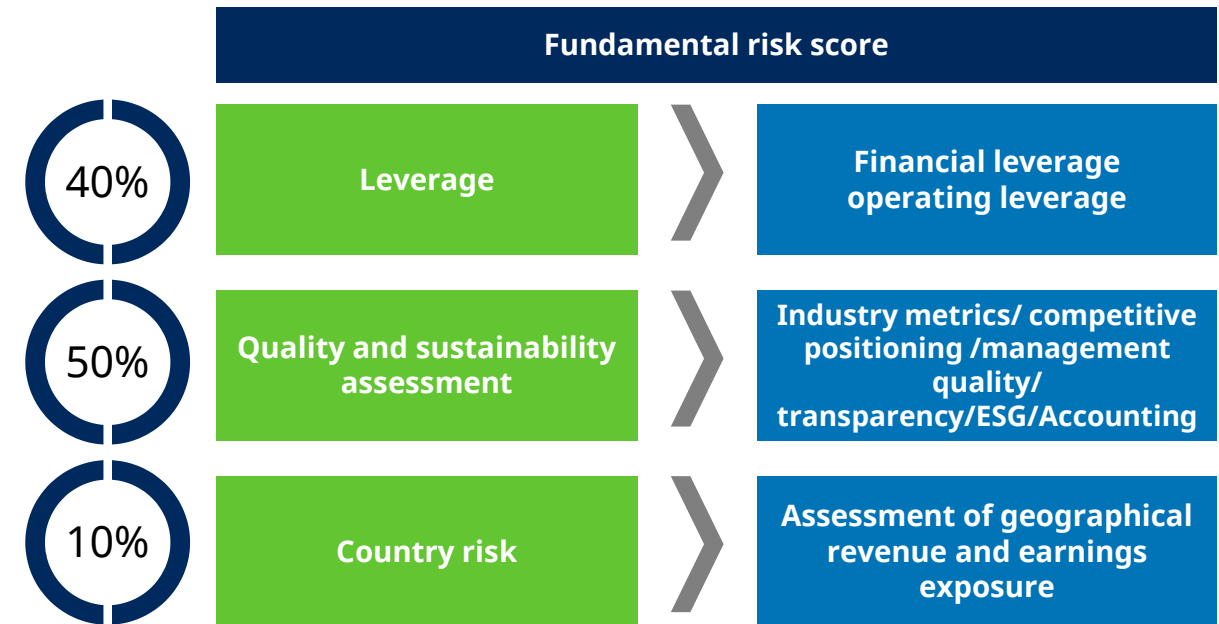 Fundamental risk score
40%
Leverage
Financial leverage
operating leverage
50%
Quality and sustainability
assessment
Industry metrics/ competitive
positioning /management
quality/
transparency/ESG/Accounting
10%
Country risk
Assessment of geographical
revenue and earnings
exposure